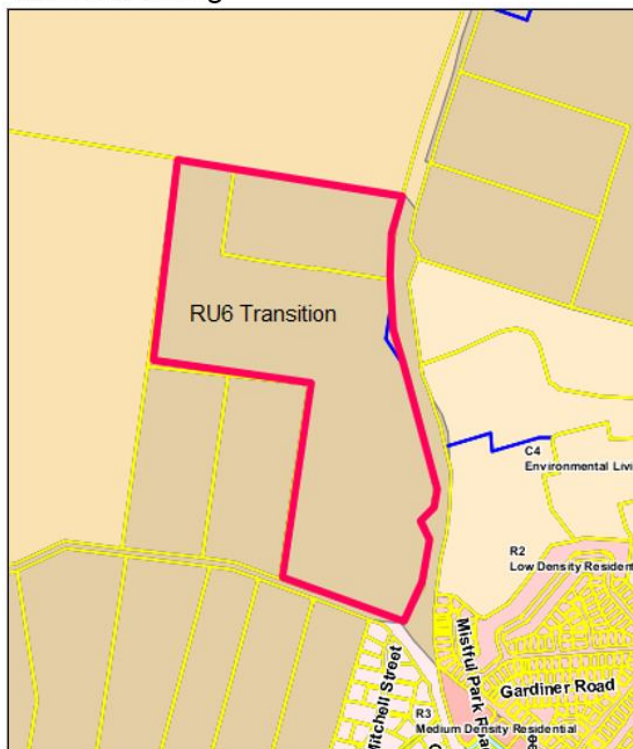 RU6 Transition
C4
Environmental Livi
R2
Low Density Resident
Mistful Park Roa
Gardiner Road
Mitchell Street
R3
Medium Density Residential